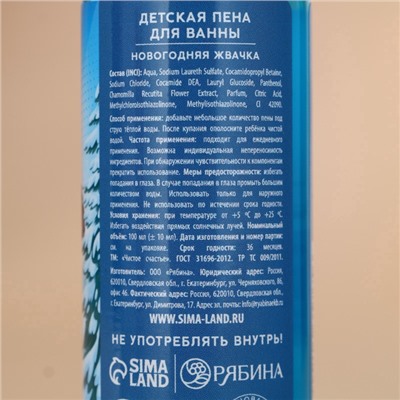 ДЕТСКАЯ ПЕНА
ДЛЯ ВАННЫ
НОВОГОДНЯЯ ЖВАЧКА
Состав (INCI): Aqua, Sodium Laureth Sulfate, Cocamidopropyl Betaine,
Sodium Chloride, Cocamide DEA, Lauryl Glucoside, Panthenol,
Chamomilla Recutita Flower Extract, Parfum, Citric Acid,
Methylchloroisothiazolinone, Methylisothiazolinone, CI 42090.
Способ применения: добавьте небольшое количество пены под
струю тёплой воды. После купания ополосните ребёнка чистой
водой. Частота применения: подходит для ежедневного
применения. Возможна индивидуальная непереносимость
ингредиентов. При обнаружении чувствительности к компонентам
прекратить использование. Меры предосторожности: избегать
попадания в глаза. В случае попадания в глаза промыть большим
количеством воды. Использовать только для наружного
применения. Не использовать по истечении срока годности.
Условия хранения: при температуре от +5 °С до +25 °С.
Избегать воздействия прямых солнечных лучей. Номинальный
объём: 100 мл (± 10 мл). Дата изготовления и номер партии:
см. на упаковке. Срок годности: 36 месяцев.
ТМ: «Чистое счастье». ГОСТ 31696-2012. ТР ТС 009/2011.
Изготовитель: ООО «Рябина». Юридический адрес: Россия,
620010, Свердловская обл., г. Екатеринбург, ул. Черняховского, 86,
офис 46. Фактический адрес: Россия, 620000, Свердловская обл.,
г. Екатеринбург, ул. Димитрова, 17. Адрес эл. почты:
WWW.SIMA-LAND.RU
НЕ УПОТРЕБЛЯТЬ ВНУТРЬ!
SIMA
LAND
РЯБИНА